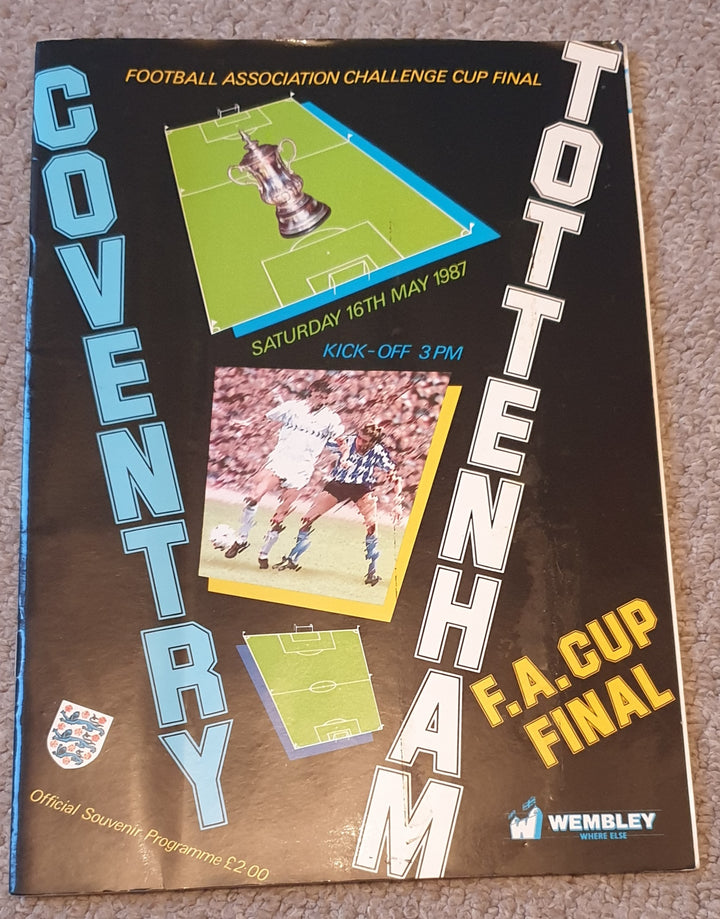 FOOTBALL ASSOCIATION CHALLENGE CUP FINAL
COVENTRY
TOTTENHAM
SATURDAY 16TH MAY 1987
KICK-OFF 3PM
F.A. CUP
FINAL
Official Souvenir Programme £2·00
WEMBLEY
WHERE ELSE